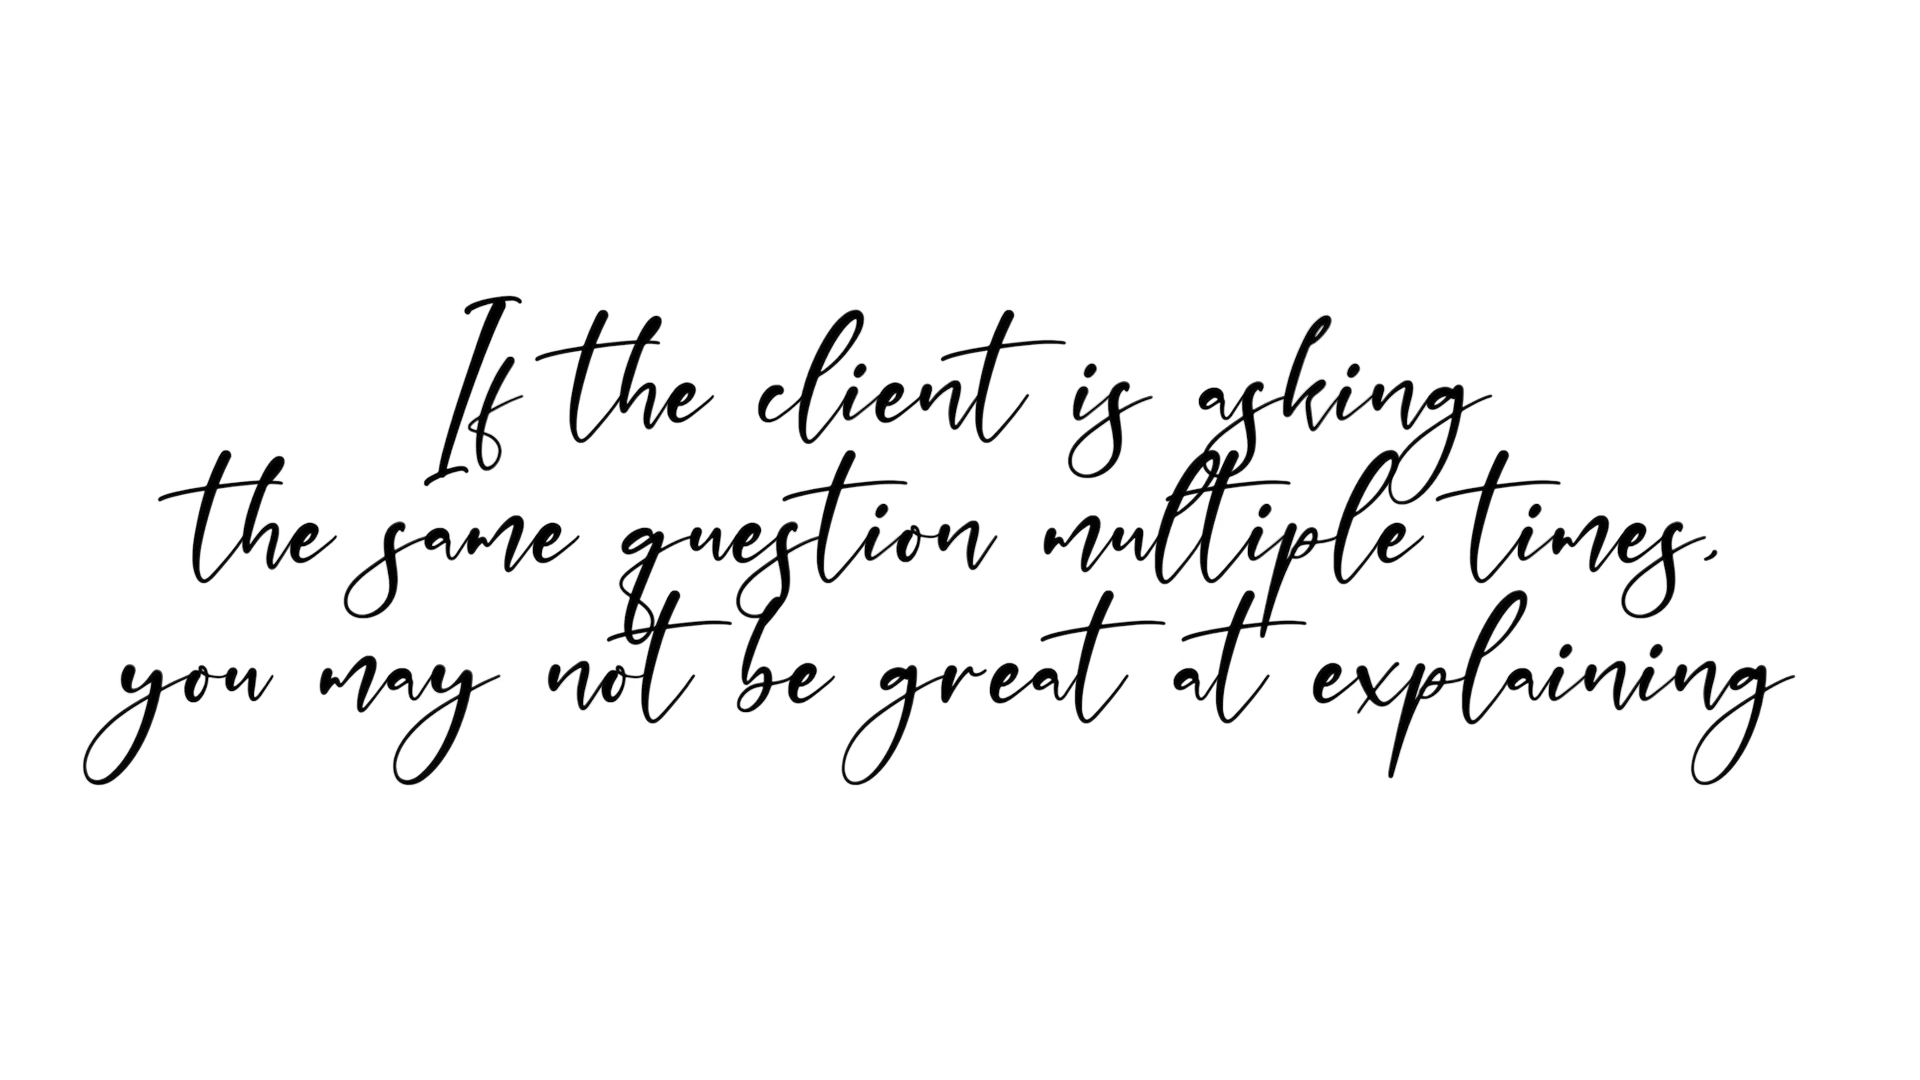 If the client is asking
the same question multiple times,
you may not be great at explaining